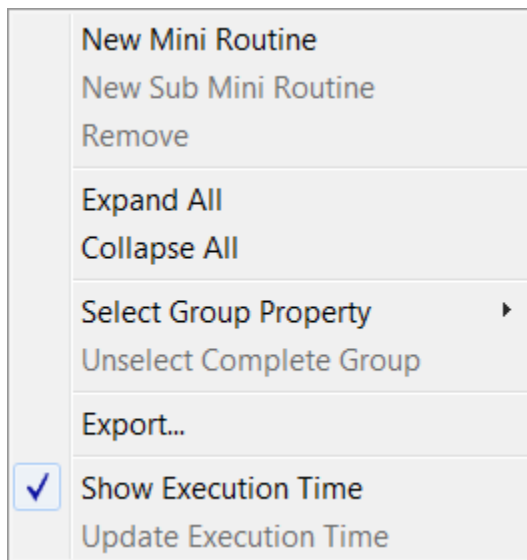 New Mini Routine
New Sub Mini Routine
Remove
Expand All
Collapse All
Select Group Property
Unselect Complete Group
Export...
Show Execution Time
Update Execution Time